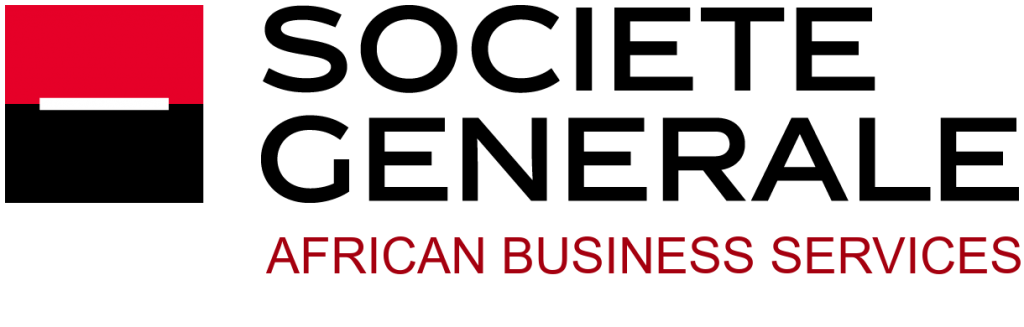 SOCIETE
GENERALE
AFRICAN BUSINESS SERVICES